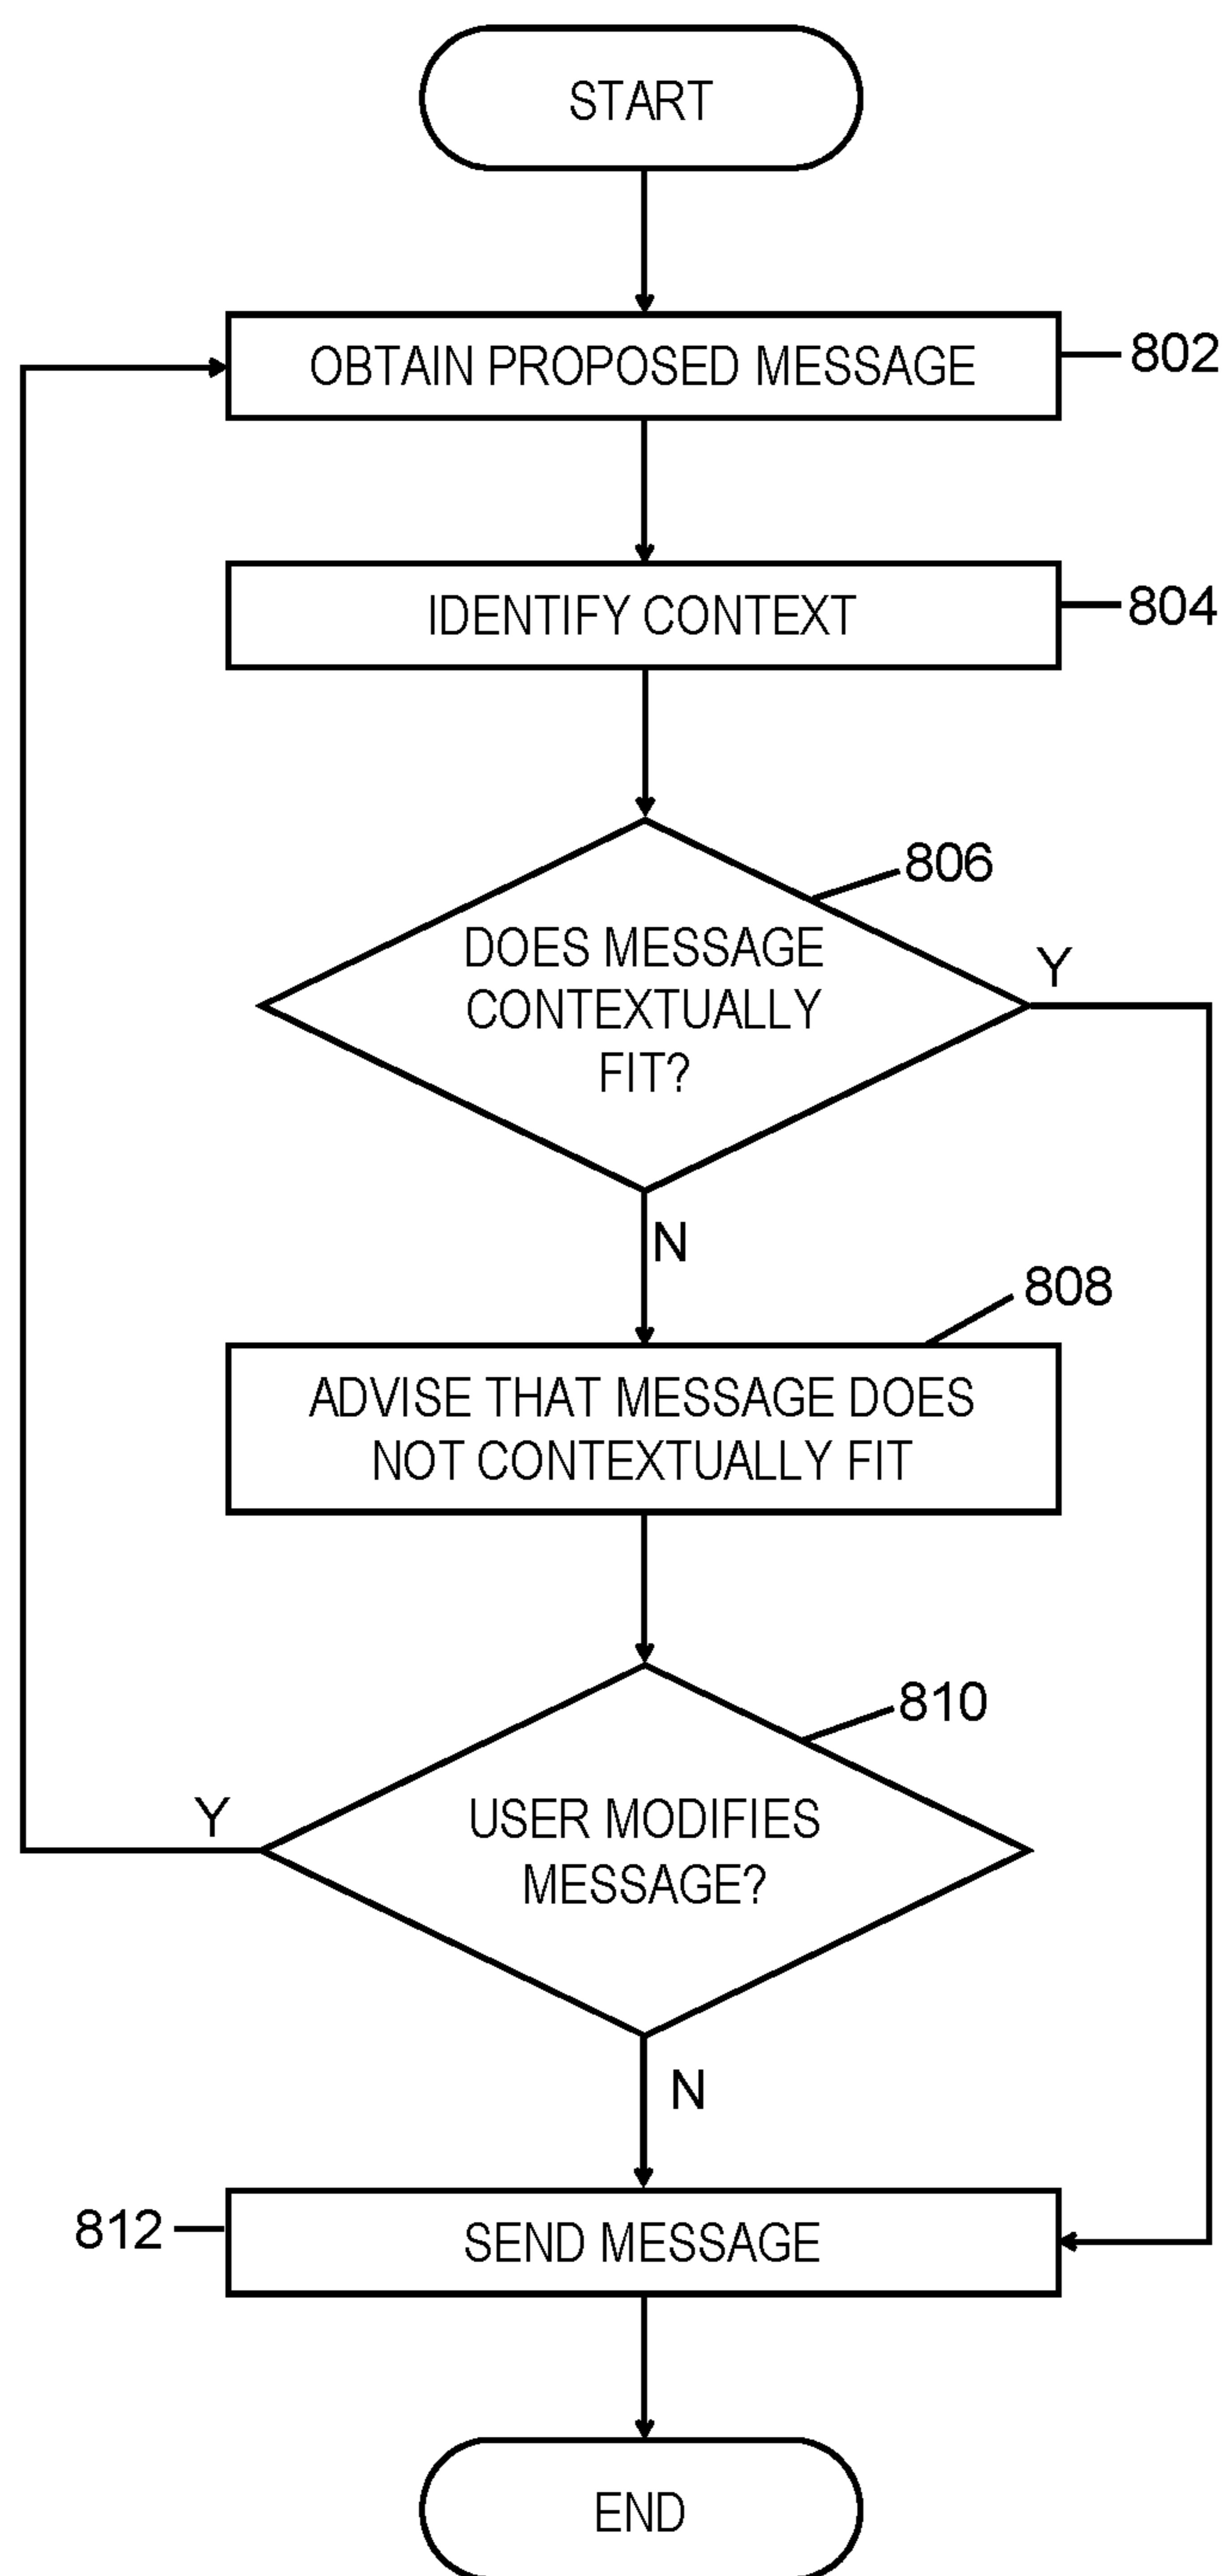 START
OBTAIN PROPOSED MESSAGE
802
IDENTIFY CONTEXT
804
806
DOES MESSAGE
CONTEXTUALLY
FIT?
Y
N
808
ADVISE THAT MESSAGE DOES
NOT CONTEXTUALLY FIT
810
Y
USER MODIFIES
MESSAGE?
N
812
SEND MESSAGE
END